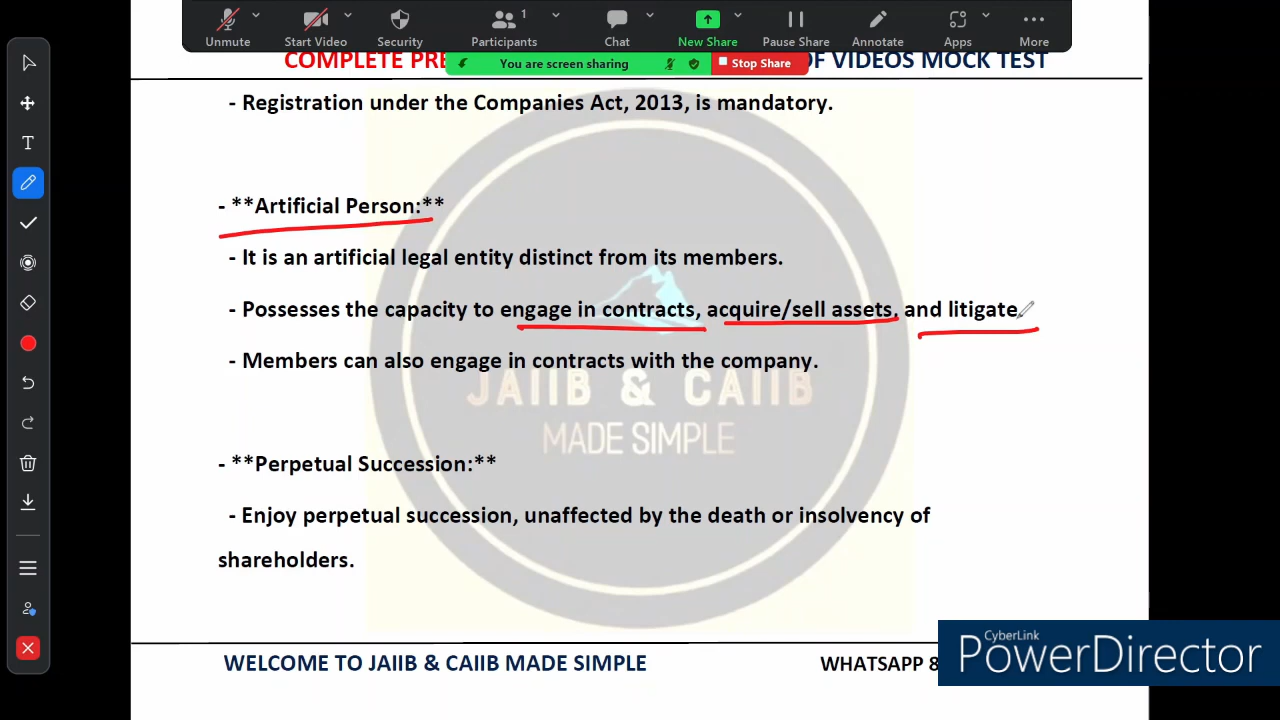 Unmute
Start Video
Security
1
Participants
Chat
New Share
Pause Share
Annotate
Apps
More
You are screen sharing
Stop Share
COMPLETE PRE
OF VIDEOS MOCK TEST
- Registration under the Companies Act, 2013, is mandatory.
- **Artificial Person:**
- It is an artificial legal entity distinct from its members.
- Possesses the capacity to engage in contracts, acquire/sell assets, and litigate
- Members can also engage in contracts with the company.
JAIIB & CAIIB
MADE SIMPLE
- **Perpetual Succession:**
- Enjoy perpetual succession, unaffected by the death or insolvency of
shareholders.
WELCOME TO JAIIB & CAIIB MADE SIMPLE
WHATSAPP 8
CyberLink
PowerDirector